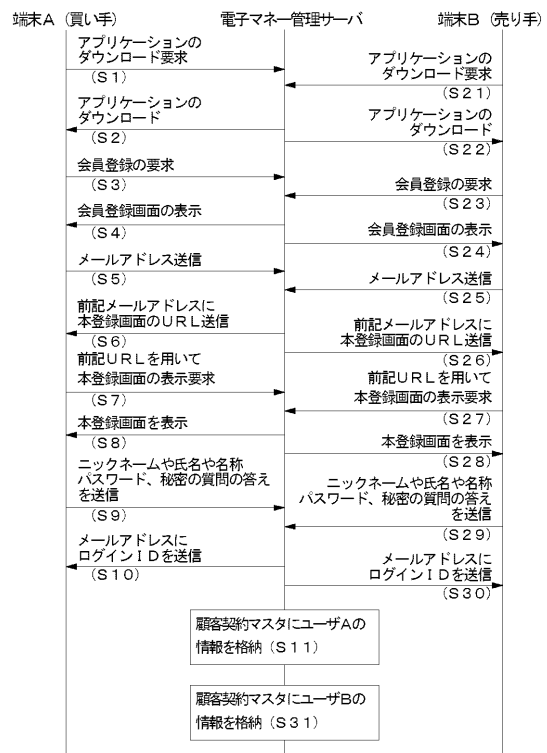 端末A（買い手） 電子マネー管理サーバ 端末B（売り手）
アプリケーションの
ダウンロード要求
（S１）
アプリケーションの
ダウンロード要求
（S２１）
アプリケーションの
ダウンロード
（S２）
アプリケーションの
ダウンロード
（S２２）
会員登録の要求
（S３）
会員登録の要求
（S２３）
会員登録画面の表示
（S４）
会員登録画面の表示
（S２４）
メールアドレス送信
（S５）
メールアドレス送信
（S２５）
前記メールアドレスに
本登録画面のURL送信
（S６）
前記メールアドレスに
本登録画面のURL送信
（S２６）
前記URLを用いて
本登録画面の表示要求
（S７）
前記URLを用いて
本登録画面の表示要求
（S２７）
本登録画面を表示
（S８）
本登録画面を表示
（S２８）
ニックネームや氏名や名称
パスワード、秘密の質問の答え
を送信
（S９）
ニックネームや氏名や名称
パスワード、秘密の質問の答え
を送信
（S２９）
メールアドレスに
ログインIDを送信
（S１０）
メールアドレスに
ログインIDを送信
（S３０）
顧客契約マスタにユーザAの
情報を格納（S１１）
顧客契約マスタにユーザBの
情報を格納（S３１）